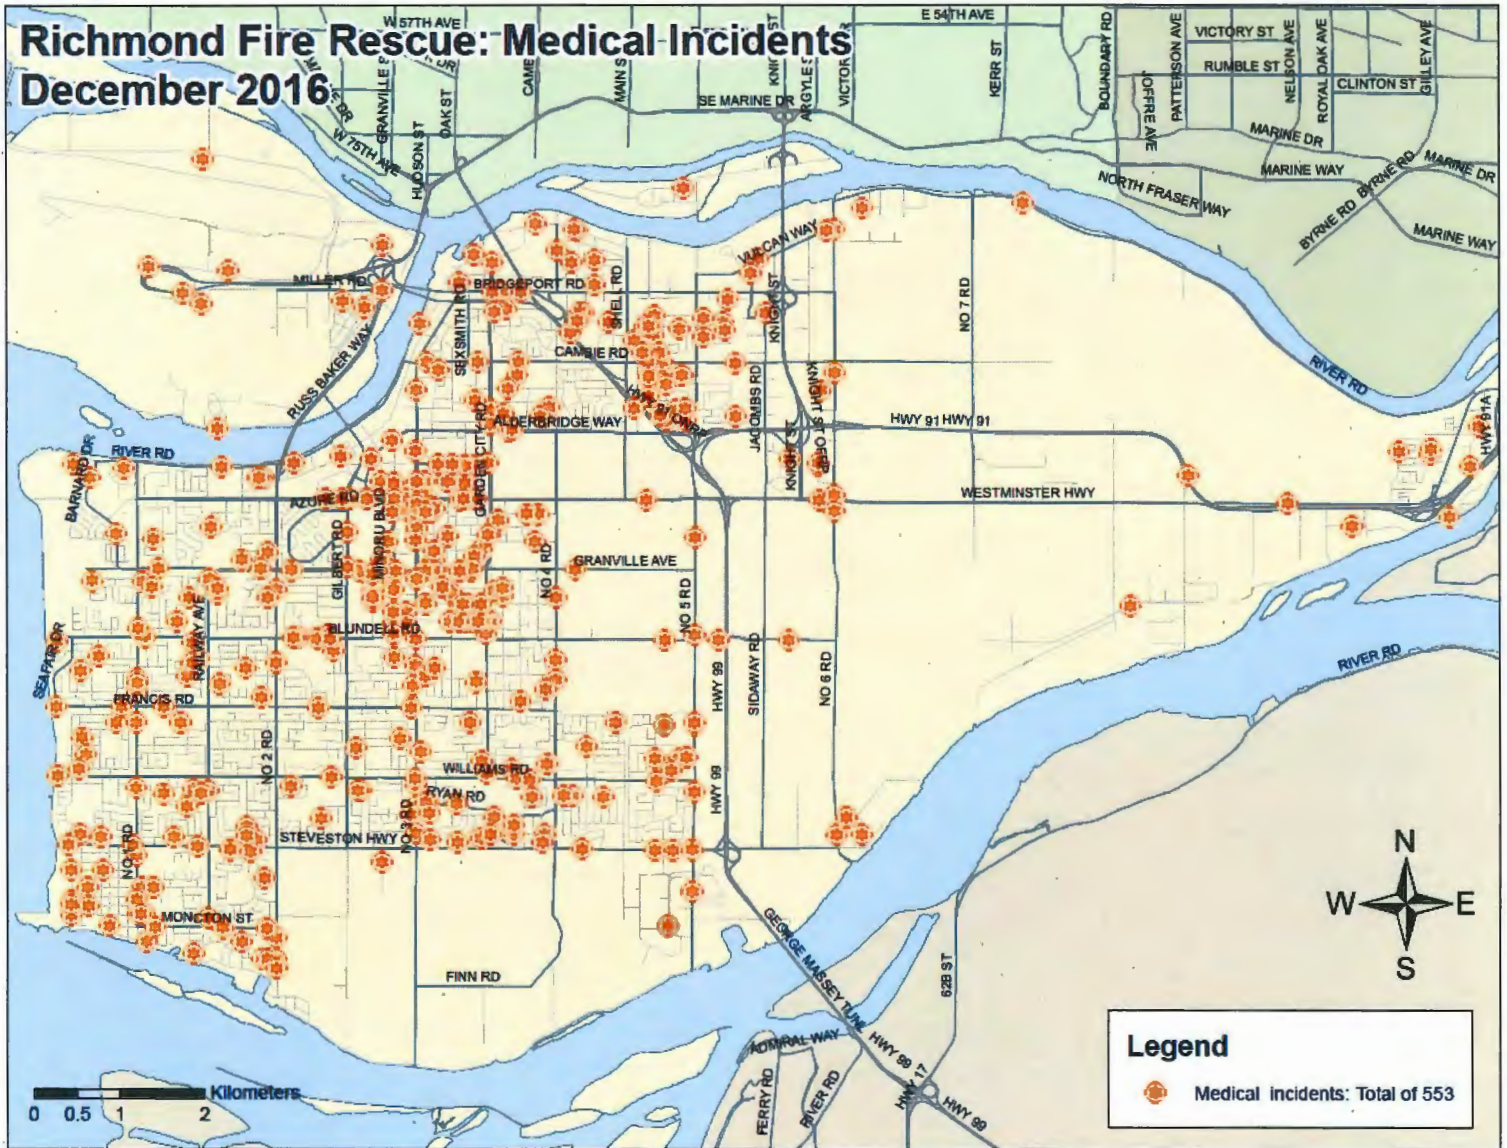 Richmond Fire Rescue: Medical Incidents
December 2016
W 57TH AVE
E 54TH AVE
VICTORY ST
RUMBLE ST
CLINTON ST
KERR ST
BOUNDARY RD
JOFFRE AVE
PATTERSON AVE
NELSON AVE
ROYAL OAK AVE
GILLEY AVE
SE MARINE DR
OAK ST
HUDSON ST
W 75TH AVE
MARINE DR
MARINE WAY
BYRNE RD
BYRNE RD
MARINE DR
MARINE WAY
NORTH FRASER WAY
VULCAN WAY
MILLER RD
BRIDGEPORT RD
SHELL RD
SEXSMITH RD
KNIGHT ST
NO 7 RD
CAMBIE RD
RUSS BAKER WAY
RIVER RD
HWY 91A
JACOMBS RD
ALDERBRIDGE WAY
HWY 91 HWY 91
KNIGHT ST
GARDEN CITY RD
RIVER RD
BARNARD DR
AZURE RD
WESTMINSTER HWY
MINORU BLVD
GILBERT RD
NO 4 RD
GRANVILLE AVE
NO 5 RD
RAILWAY AVE
BLUNDELL RD
SEAFAIR DR
HWY 99
SIDAWAY RD
NO 6 RD
RIVER RD
FRANCIS RD
NO 2 RD
WILLIAMS RD
RYAN RD
HWY 99
NO 3 RD
STEVESTON HWY
NO 1 RD
MONCTON ST
FINN RD
GEORGE MASSEY TUNL
62B ST
ADMIRAL WAY
HWY 99
HWY 17
HWY 99
FERRY RD
RIVER RD
N
W
E
S
Legend
Medical incidents: Total of 553
Kilometers
0 0.5 1 2